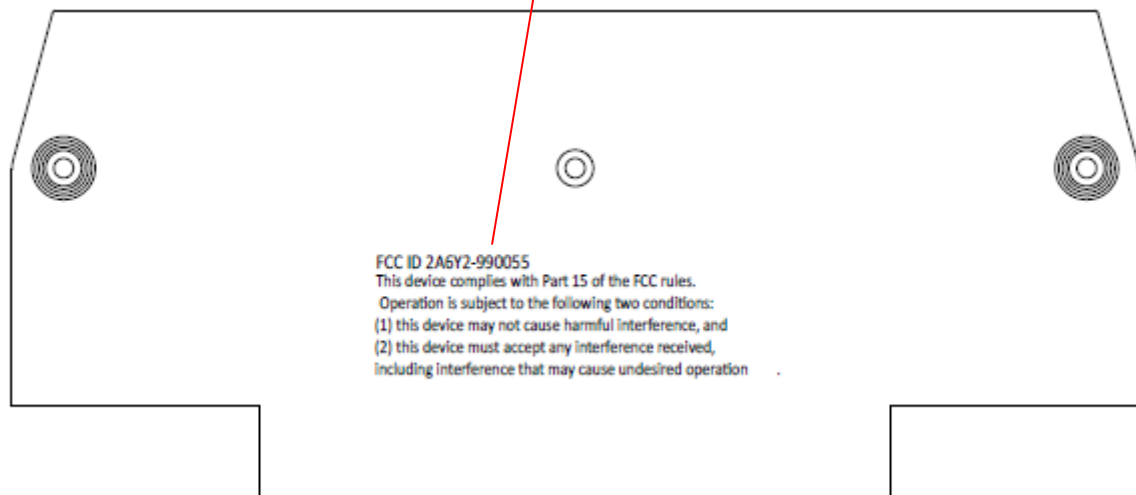 FCC ID 2A6Y2-990055
This device complies with Part 15 of the FCC rules.
Operation is subject to the following two conditions:
(1) this device may not cause harmful interference, and
(2) this device must accept any interference received,
including interference that may cause undesired operation .